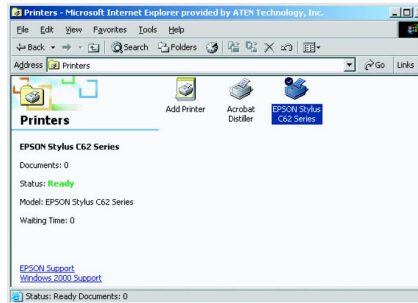 Printers - Microsoft Internet Explorer provided by ATEN Technology, Inc.
File Edit View Favorites Tools Help
Back Search Folders
Address Printers Go Links
Printers
EPSON Stylus C62 Series
Documents: 0
Status: Ready
Model: EPSON Stylus C62 Series
Waiting Time: 0
EPSON Support
Windows 2000 Support
Add Printer
Acrobat
Distiller
EPSON Stylus
C62 Series
Status: Ready Documents: 0